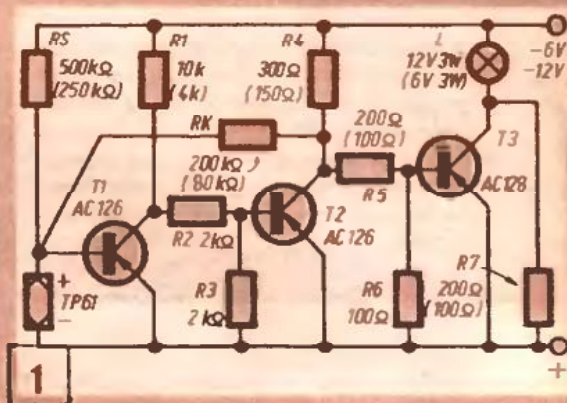 RS
500kΩ
(250kΩ)
R1
10k
(4k)
R4
300Ω
(150Ω)
L
12V 3W
(6V 3W)
-6V
-12V
RK
200kΩ
(80kΩ)
200Ω
(100Ω)
R5
T3
AC128
T1
AC126
R2 2kΩ
T2
AC126
R7
200Ω
(100Ω)
+
TP61
-
R3
2kΩ
R6
100Ω
+
1